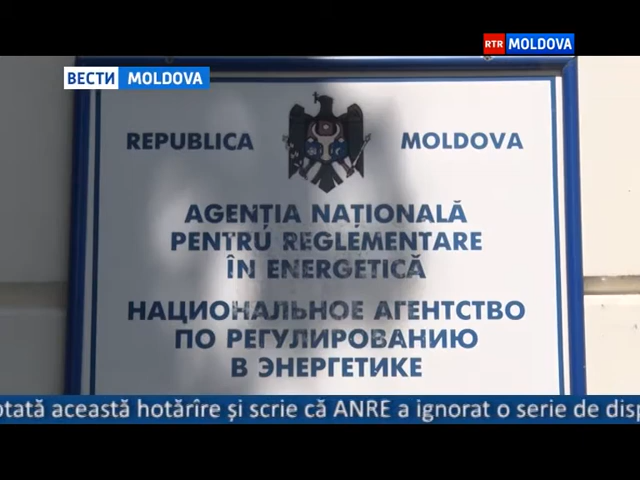 RTR MOLDOVA
ВЕСТИ MOLDOVA
REPUBLICA MOLDOVA
AGENȚIA NAȚIONALĂ
PENTRU REGLEMENTARE
ÎN ENERGETICĂ
НАЦИОНАЛЬНОЕ АГЕНТСТВО
ПО РЕГУЛИРОВАНИЮ
В ЭНЕРГЕТИКЕ
această hotărîre și scrie că ANRE a ignorat o serie de